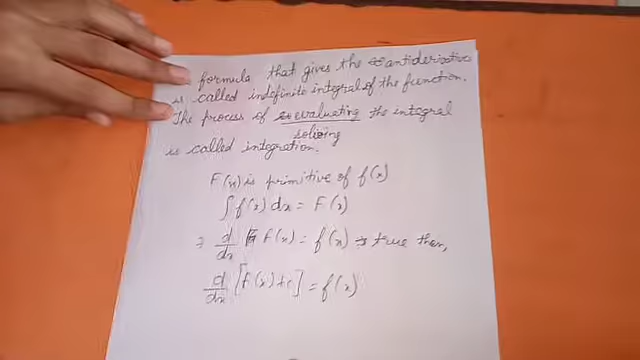 formula that gives the antiderivative
is called indefinite integral of the function.
The process of evaluating the integral
solving
is called integration.
F(x) is primitive of f(x)
∫ f(x) dx = F(x)
d/dx F(x) = f(x) → true then,
d/dx [F(x) + c] = f(x)